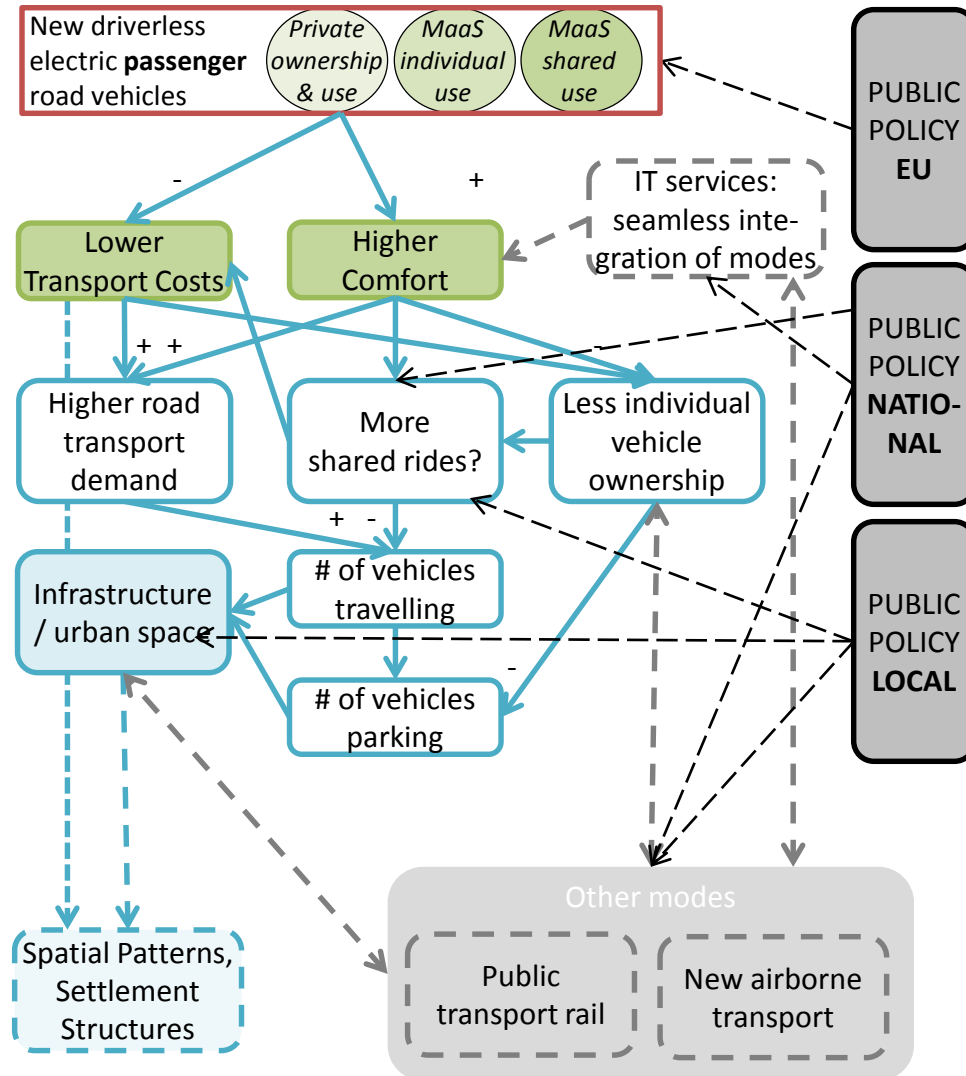 New driverless
electric passenger
road vehicles
Private
ownership
& use
MaaS
individual
use
MaaS
shared
use
PUBLIC
POLICY
EU
-
+
IT services:
seamless inte-
gration of modes
Lower
Transport Costs
Higher
Comfort
PUBLIC
POLICY
NATIO-
NAL
+ +
-
Higher road
transport
demand
More
shared rides?
Less individual
vehicle
ownership
+ -
Infrastructure
/ urban space
# of vehicles
travelling
PUBLIC
POLICY
LOCAL
-
# of vehicles
parking
Other modes
Spatial Patterns,
Settlement
Structures
Public
transport rail
New airborne
transport